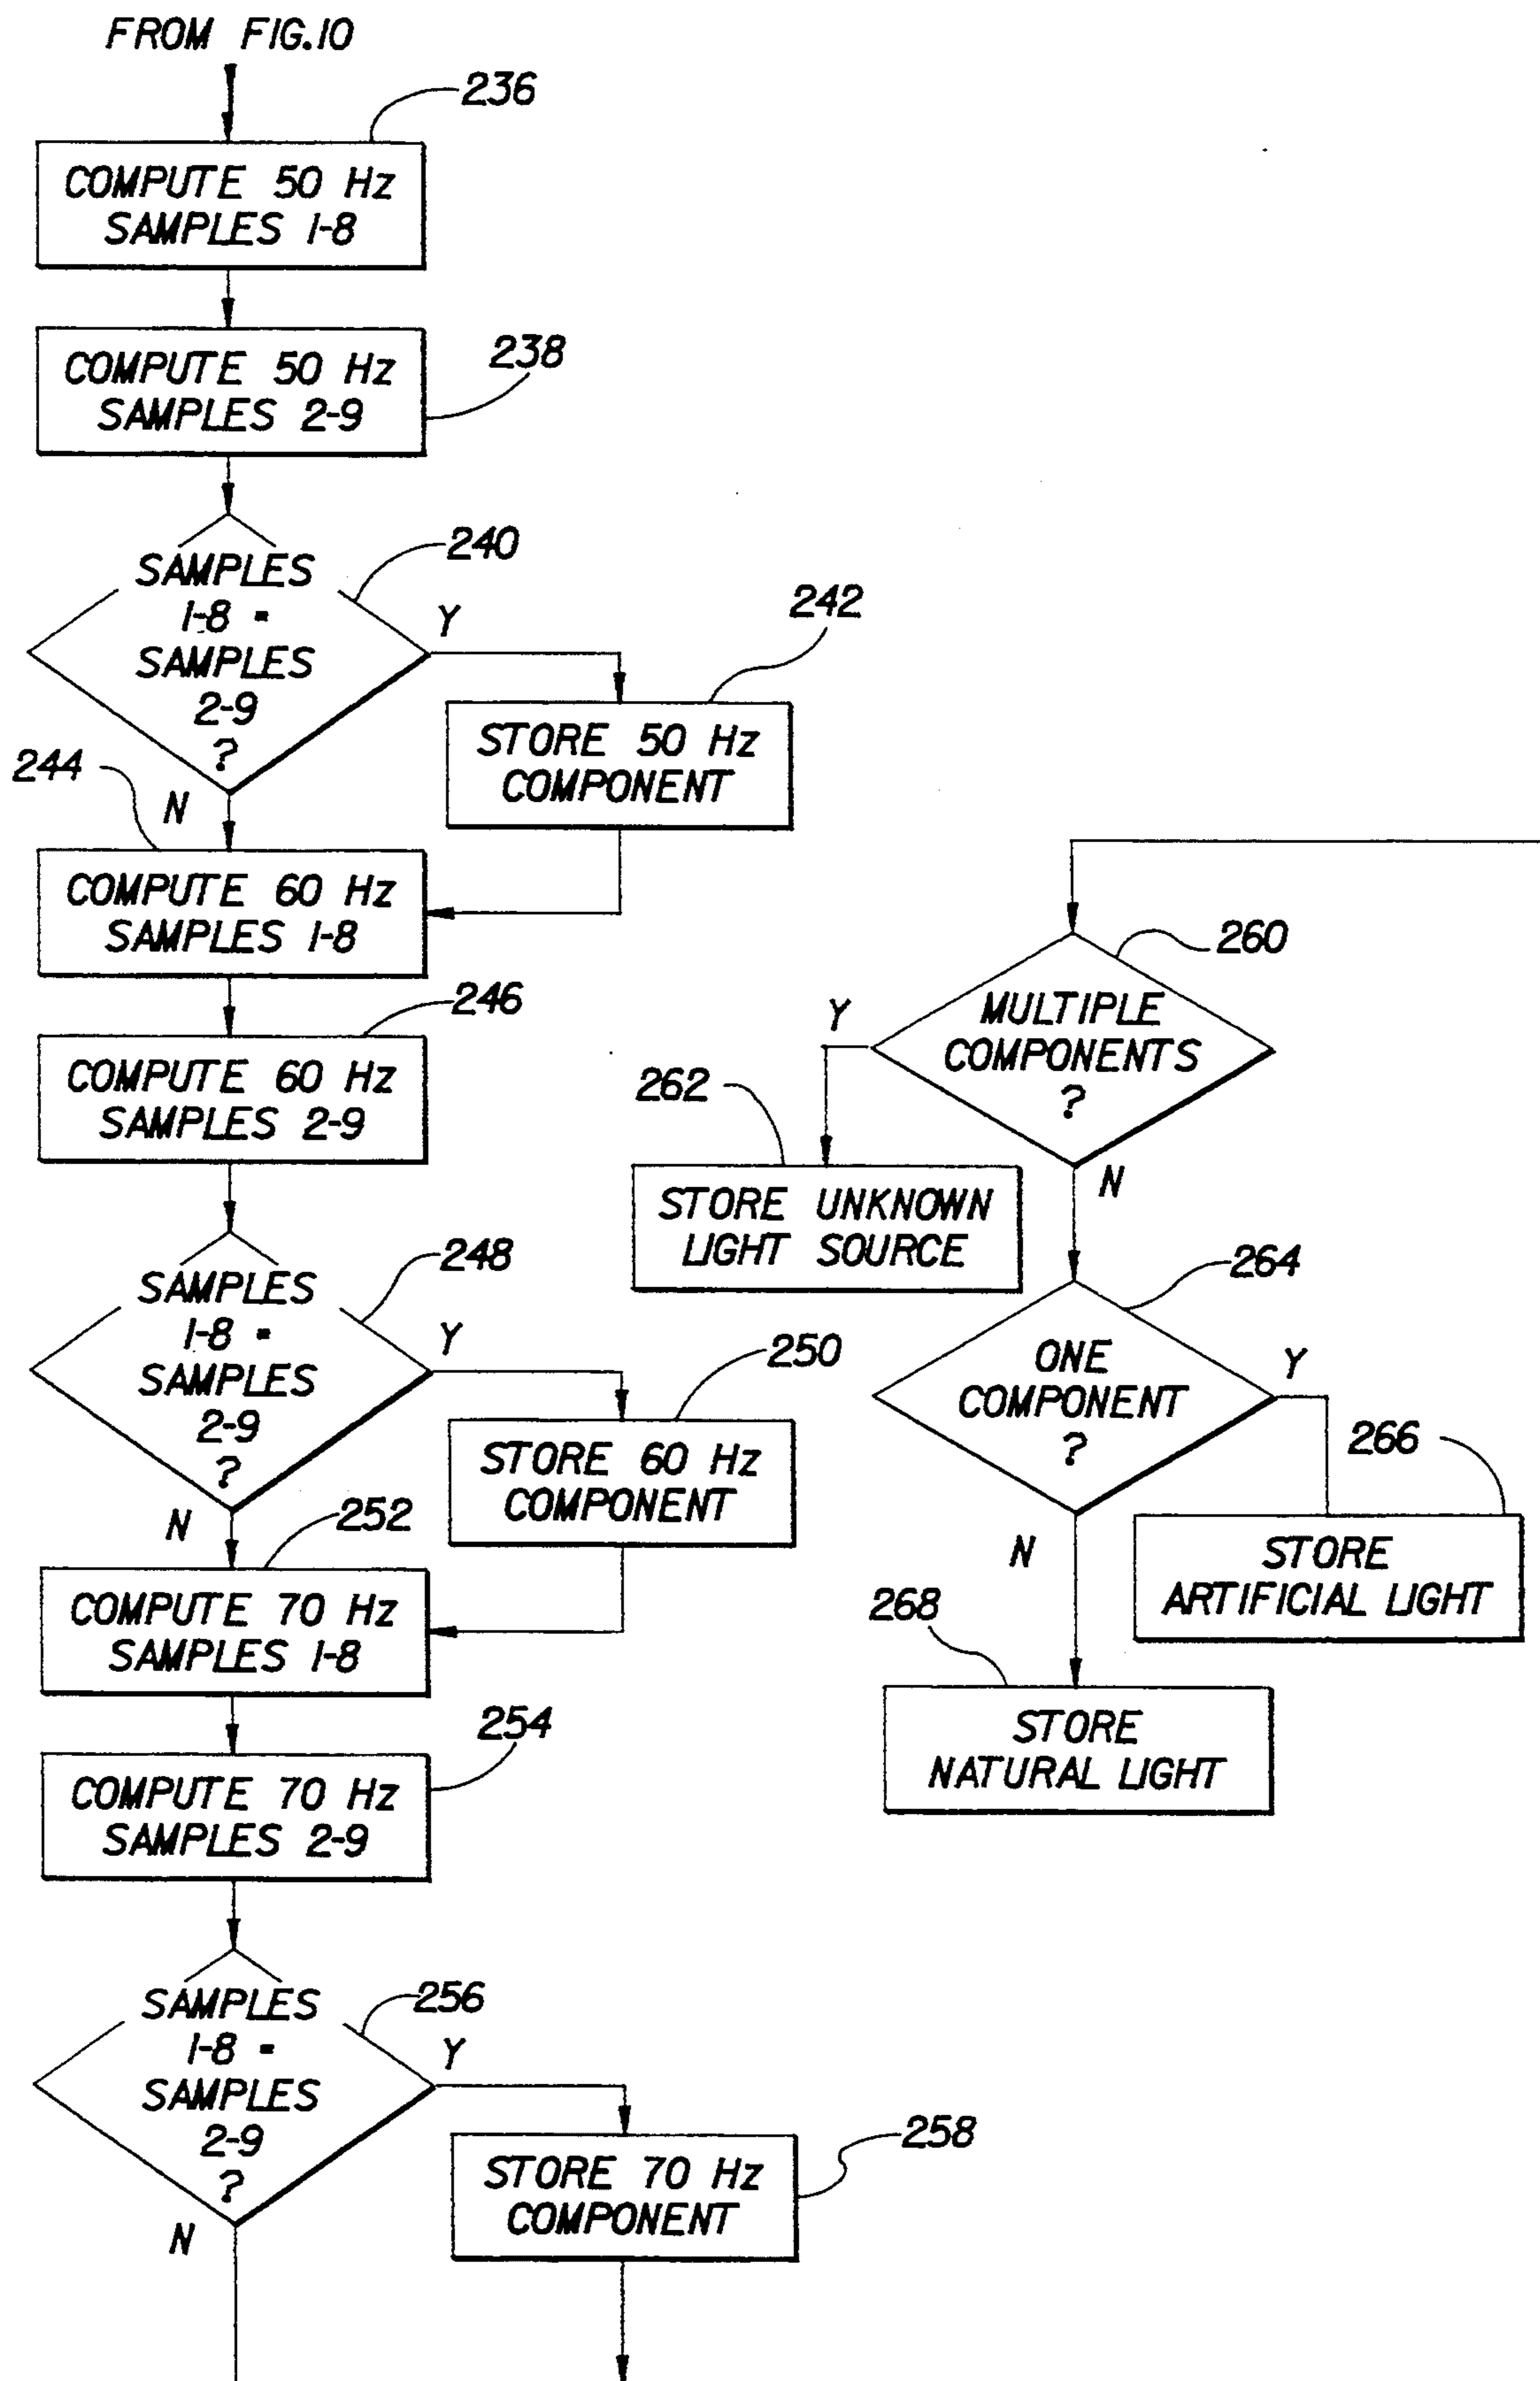 FROM FIG.10
236
COMPUTE 50 Hz
SAMPLES 1-8
238
COMPUTE 50 Hz
SAMPLES 2-9
240
SAMPLES
1-8 =
SAMPLES
2-9
?
Y
N
242
STORE 50 Hz
COMPONENT
244
COMPUTE 60 Hz
SAMPLES 1-8
246
COMPUTE 60 Hz
SAMPLES 2-9
248
SAMPLES
1-8 =
SAMPLES
2-9
?
Y
N
250
STORE 60 Hz
COMPONENT
252
COMPUTE 70 Hz
SAMPLES 1-8
254
COMPUTE 70 Hz
SAMPLES 2-9
256
SAMPLES
1-8 =
SAMPLES
2-9
?
Y
N
258
STORE 70 Hz
COMPONENT
260
MULTIPLE
COMPONENTS
?
Y
N
262
STORE UNKNOWN
LIGHT SOURCE
264
ONE
COMPONENT
?
Y
N
266
STORE
ARTIFICIAL LIGHT
268
STORE
NATURAL LIGHT